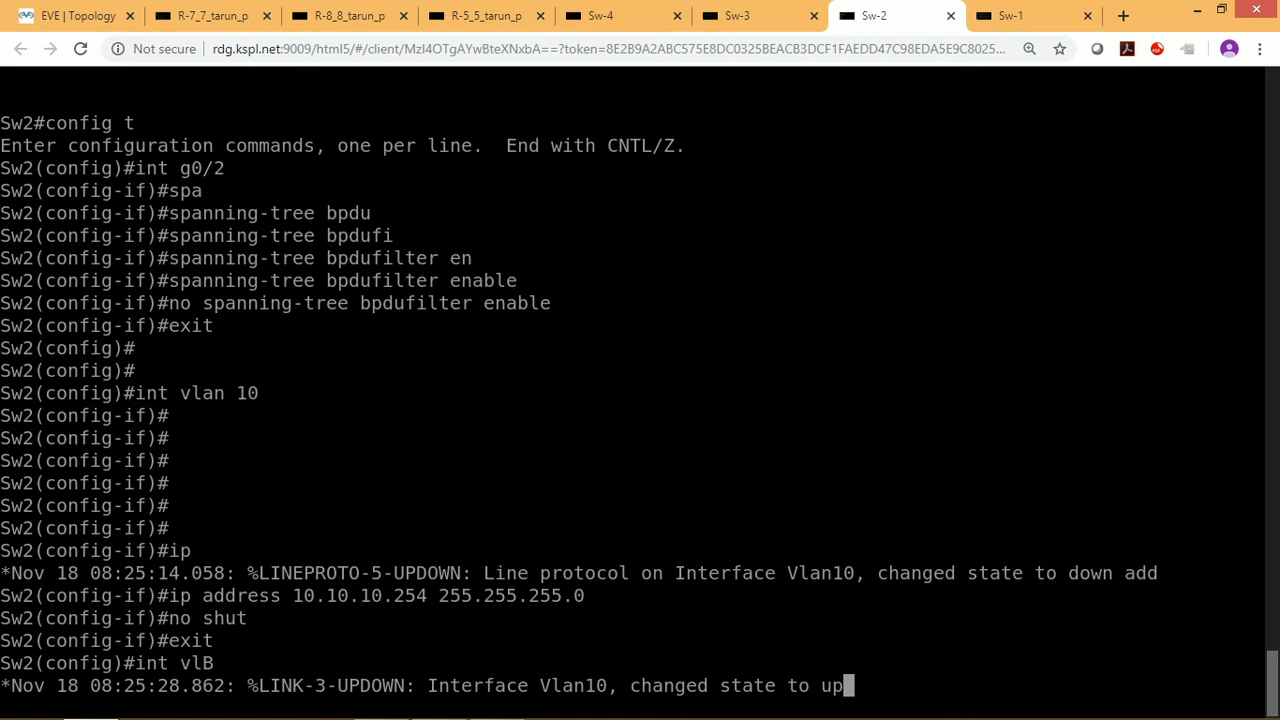 EVE | Topology
R-7_7_tarun_p
R-8_8_tarun_p
R-5_5_tarun_p
Sw-4
Sw-3
Sw-2
Sw-1
Not secure
rdg.kspl.net:9009/html5/#/client/MzI4OTgAYwBteXNxbA==?token=8E2B9A2ABC575E8DC0325BEACB3DCF1FAEDD47C98EDA5E9C8025...
Sw2#config t
Enter configuration commands, one per line.  End with CNTL/Z.
Sw2(config)#int g0/2
Sw2(config-if)#spa
Sw2(config-if)#spanning-tree bpdu
Sw2(config-if)#spanning-tree bpdufi
Sw2(config-if)#spanning-tree bpdufilter en
Sw2(config-if)#spanning-tree bpdufilter enable
Sw2(config-if)#no spanning-tree bpdufilter enable
Sw2(config-if)#exit
Sw2(config)#
Sw2(config)#
Sw2(config)#int vlan 10
Sw2(config-if)#
Sw2(config-if)#
Sw2(config-if)#
Sw2(config-if)#
Sw2(config-if)#
Sw2(config-if)#
Sw2(config-if)#ip
*Nov 18 08:25:14.058: %LINEPROTO-5-UPDOWN: Line protocol on Interface Vlan10, changed state to down add
Sw2(config-if)#ip address 10.10.10.254 255.255.255.0
Sw2(config-if)#no shut
Sw2(config-if)#exit
Sw2(config)#int vlB
*Nov 18 08:25:28.862: %LINK-3-UPDOWN: Interface Vlan10, changed state to up